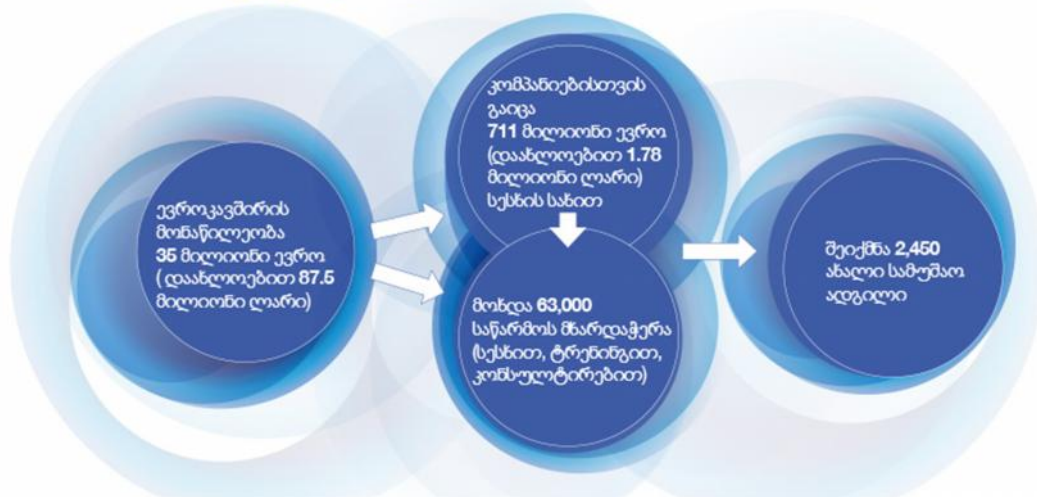 ევროკავშირის
მონაწილეობა
35 მილიონი ევრო
( დაახლოებით 87.5
მილიონი ლარი)
კომპანიებისთვის
გაიცა
711 მილიონი ევრო
(დაახლოებით 1.78
მილიონი ლარი)
სესხის სახით
მოხდა 63,000
საწარმოს მხარდაჭერა
(სესხით, ტრენინგით,
კონსულტირებით)
შეიქმნა 2,450
ახალი სამუშაო
ადგილი